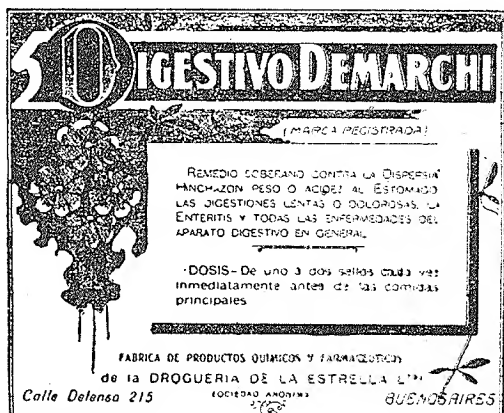 5 DIGESTIVO DEMARCHI
(MARCA REGISTRADA)
REMEDIO SOBERANO CONTRA LA DISPEPSIA
HINCHAZON PESO O ACIDEZ AL ESTOMAGO
LAS DIGESTIONES LENTAS O DOLOROSAS, LA
ENTERITIS Y TODAS LAS ENFERMEDADES DEL
APARATO DIGESTIVO EN GENERAL
·DOSIS- De uno a dos sellos cada vez
inmediatamente antes de las comidas
principales
FABRICA DE PRODUCTOS QUIMICOS Y FARMACEUTICOS
de la DROGUERIA DE LA ESTRELLA LTDA
SOCIEDAD ANONIMA
Calle Defensa 215
BUENOS AIRES